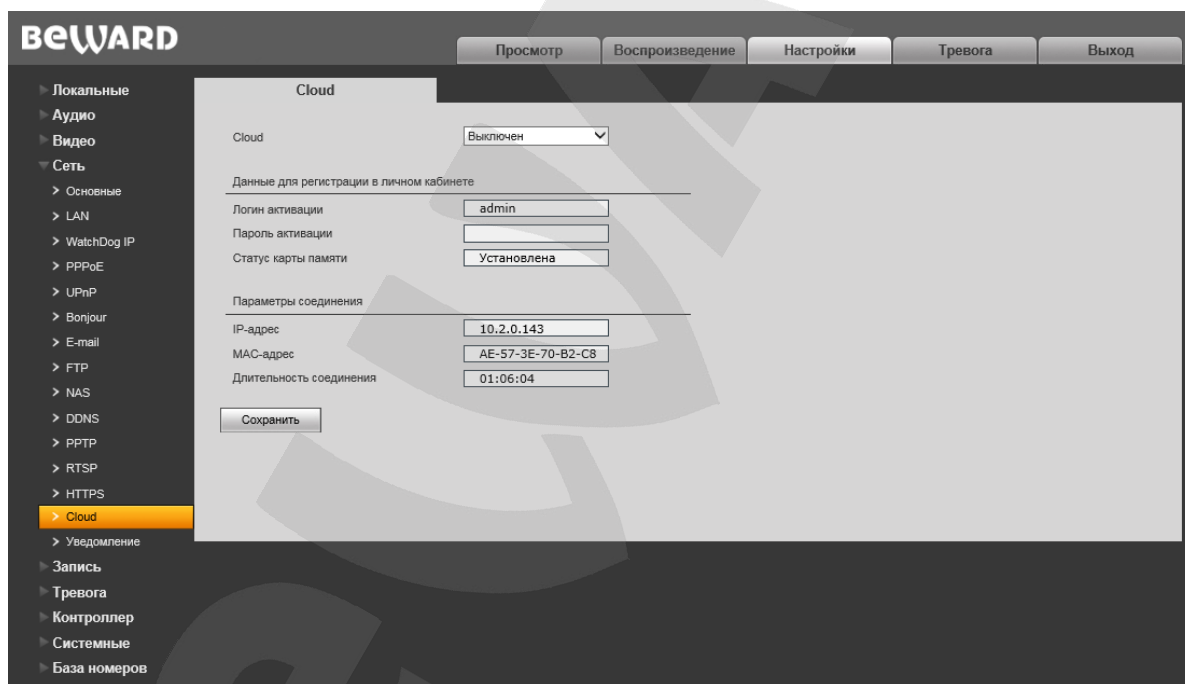 BEWARD
Просмотр
Воспроизведение
Настройки
Тревога
Выход
Локальные
Аудио
Видео
Сеть
Основные
LAN
WatchDog IP
PPPoE
UPnP
Bonjour
E-mail
FTP
NAS
DDNS
PPTP
RTSP
HTTPS
Cloud
Уведомление
Запись
Тревога
Контроллер
Системные
База номеров
Cloud
Cloud Выключен
Данные для регистрации в личном кабинете
Логин активации admin
Пароль активации
Статус карты памяти Установлена
Параметры соединения
IP-адрес 10.2.0.143
MAC-адрес AE-57-3E-70-B2-C8
Длительность соединения 01:06:04
Сохранить